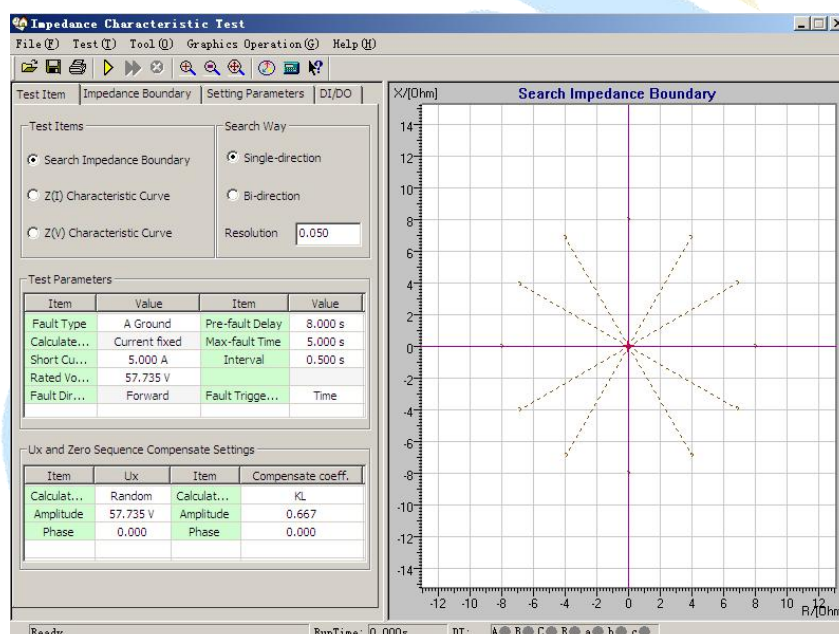 Impedance Characteristic Test
File(F) Test(T) Tool(O) Graphics Operation(G) Help(H)
Test Item Impedance Boundary Setting Parameters DI/DO
Test Items
Search Impedance Boundary
Z(I) Characteristic Curve
Z(V) Characteristic Curve
Search Way
Single-direction
Bi-direction
Resolution 0.050
Test Parameters
Item Value Item Value
Fault Type A Ground Pre-fault Delay 8.000 s
Calculate... Current fixed Max-fault Time 5.000 s
Short Cu... 5.000 A Interval 0.500 s
Rated Vo... 57.735 V
Fault Dir... Forward Fault Trigge... Time
Ux and Zero Sequence Compensate Settings
Item Ux Item Compensate coeff.
Calculat... Random Calculat... KL
Amplitude 57.735 V Amplitude 0.667
Phase 0.000 Phase 0.000
X/[Ohm] Search Impedance Boundary
14
12
10
8
6
4
2
0
-2
-4
-6
-8
-10
-12
-14
-12 -10 -8 -6 -4 -2 0 2 4 6 8 10 12
R/[Ohm
Ready RunTime: 0.000s DI: A B C R a b c